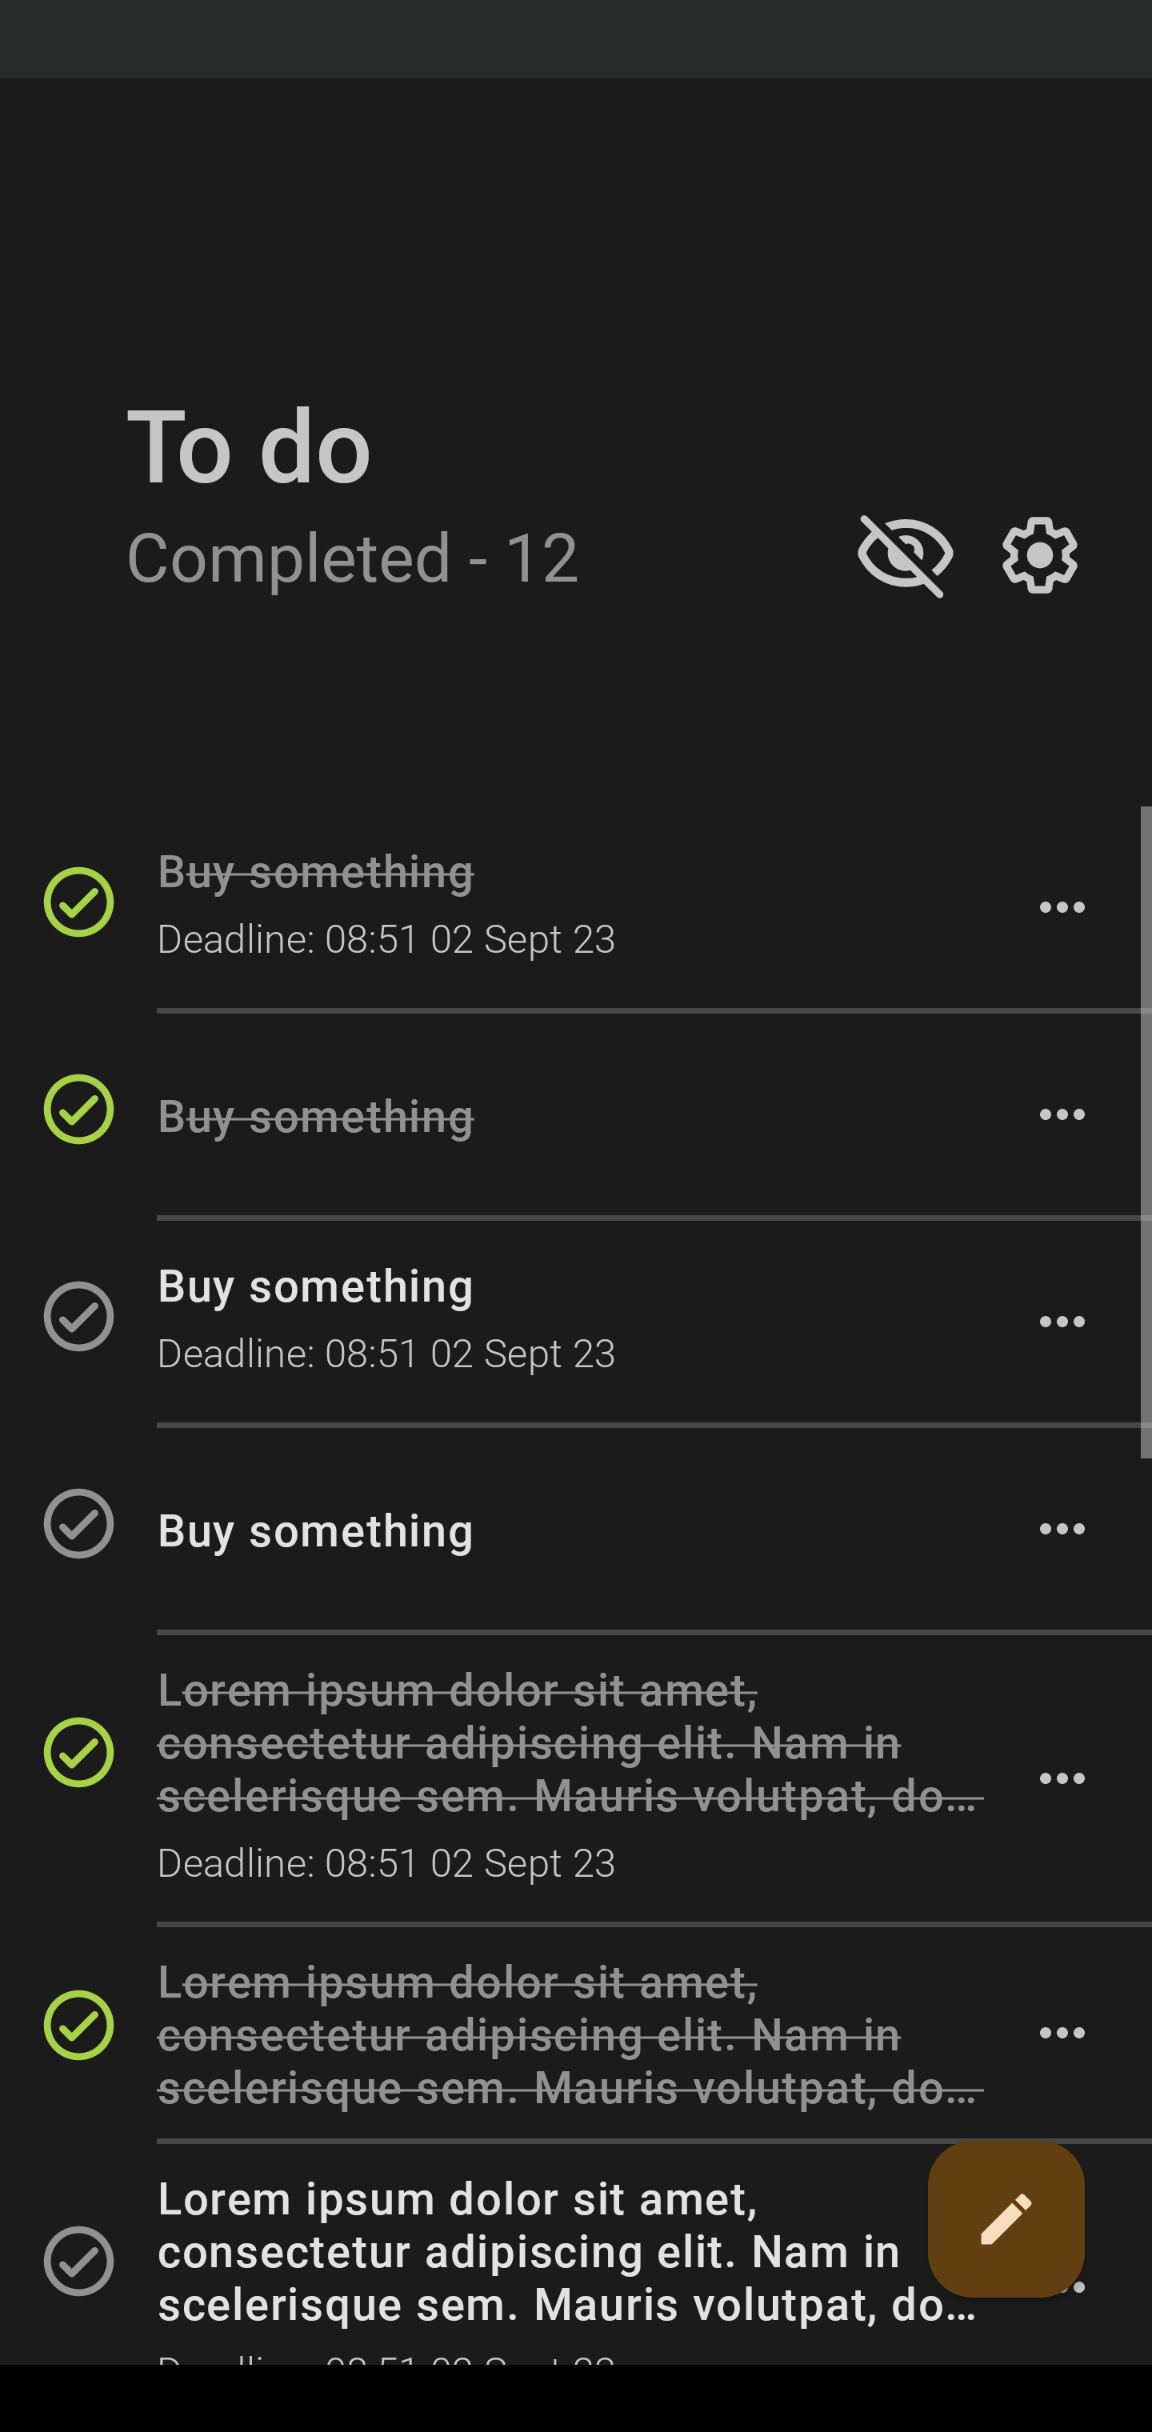 To do
Completed - 12
Buy something
Deadline: 08:51 02 Sept 23
Buy something
Buy something
Deadline: 08:51 02 Sept 23
Buy something
Lorem ipsum dolor sit amet,
consectetur adipiscing elit. Nam in
scelerisque sem. Mauris volutpat, do…
Deadline: 08:51 02 Sept 23
Lorem ipsum dolor sit amet,
consectetur adipiscing elit. Nam in
scelerisque sem. Mauris volutpat, do…
Lorem ipsum dolor sit amet,
consectetur adipiscing elit. Nam in
scelerisque sem. Mauris volutpat, do…